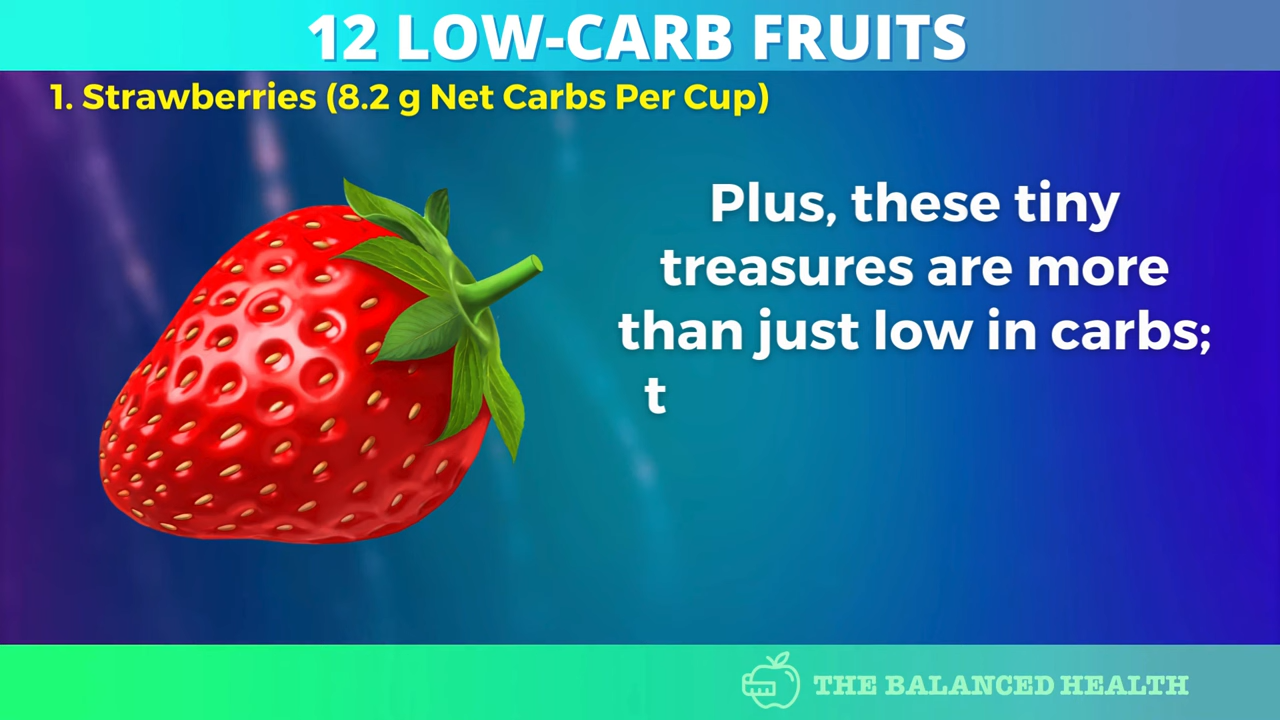 12 LOW-CARB FRUITS
1. Strawberries (8.2 g Net Carbs Per Cup)
Plus, these tiny
treasures are more
than just low in carbs;
t
THE BALANCED HEALTH